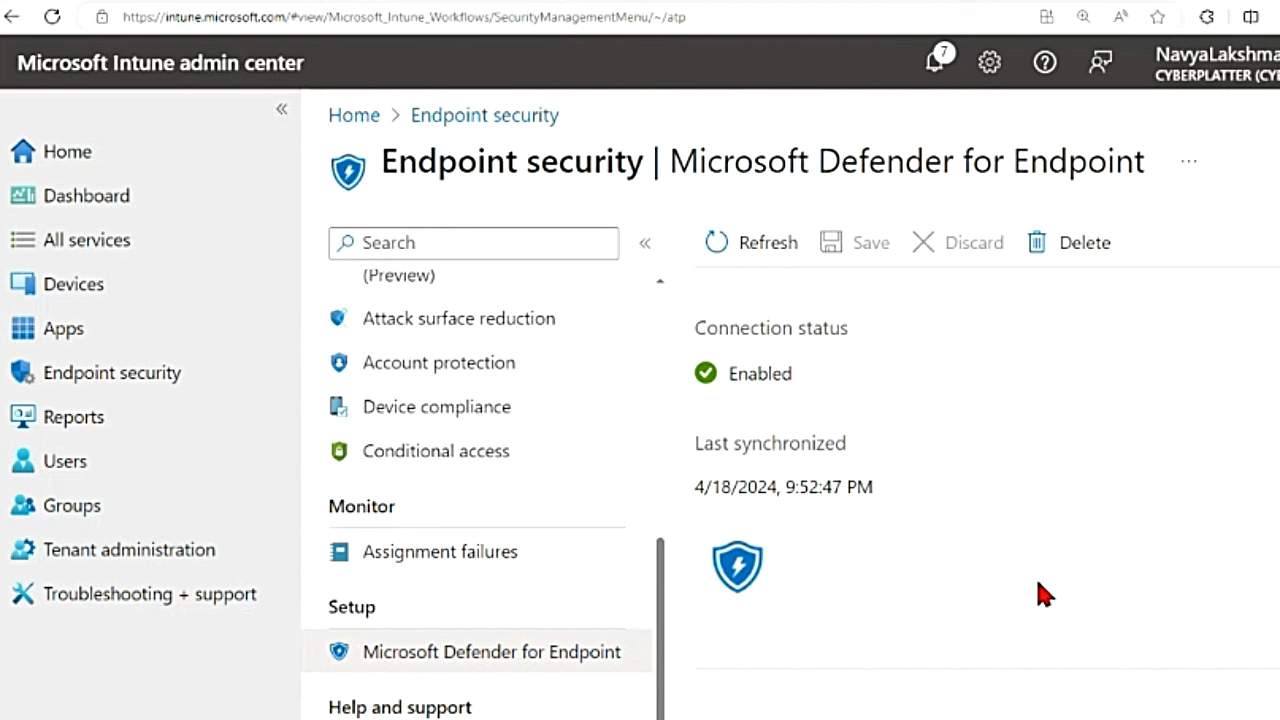 https://intune.microsoft.com/#view/Microsoft_Intune_Workflows/SecurityManagementMenu/~/atp
Microsoft Intune admin center
7
NavyaLakshma
CYBERPLATTER (CYB
Home
Dashboard
All services
Devices
Apps
Endpoint security
Reports
Users
Groups
Tenant administration
Troubleshooting + support
Home > Endpoint security
Endpoint security | Microsoft Defender for Endpoint ...
Search
(Preview)
Attack surface reduction
Account protection
Device compliance
Conditional access
Monitor
Assignment failures
Setup
Microsoft Defender for Endpoint
Help and support
Refresh Save Discard Delete
Connection status
Enabled
Last synchronized
4/18/2024, 9:52:47 PM